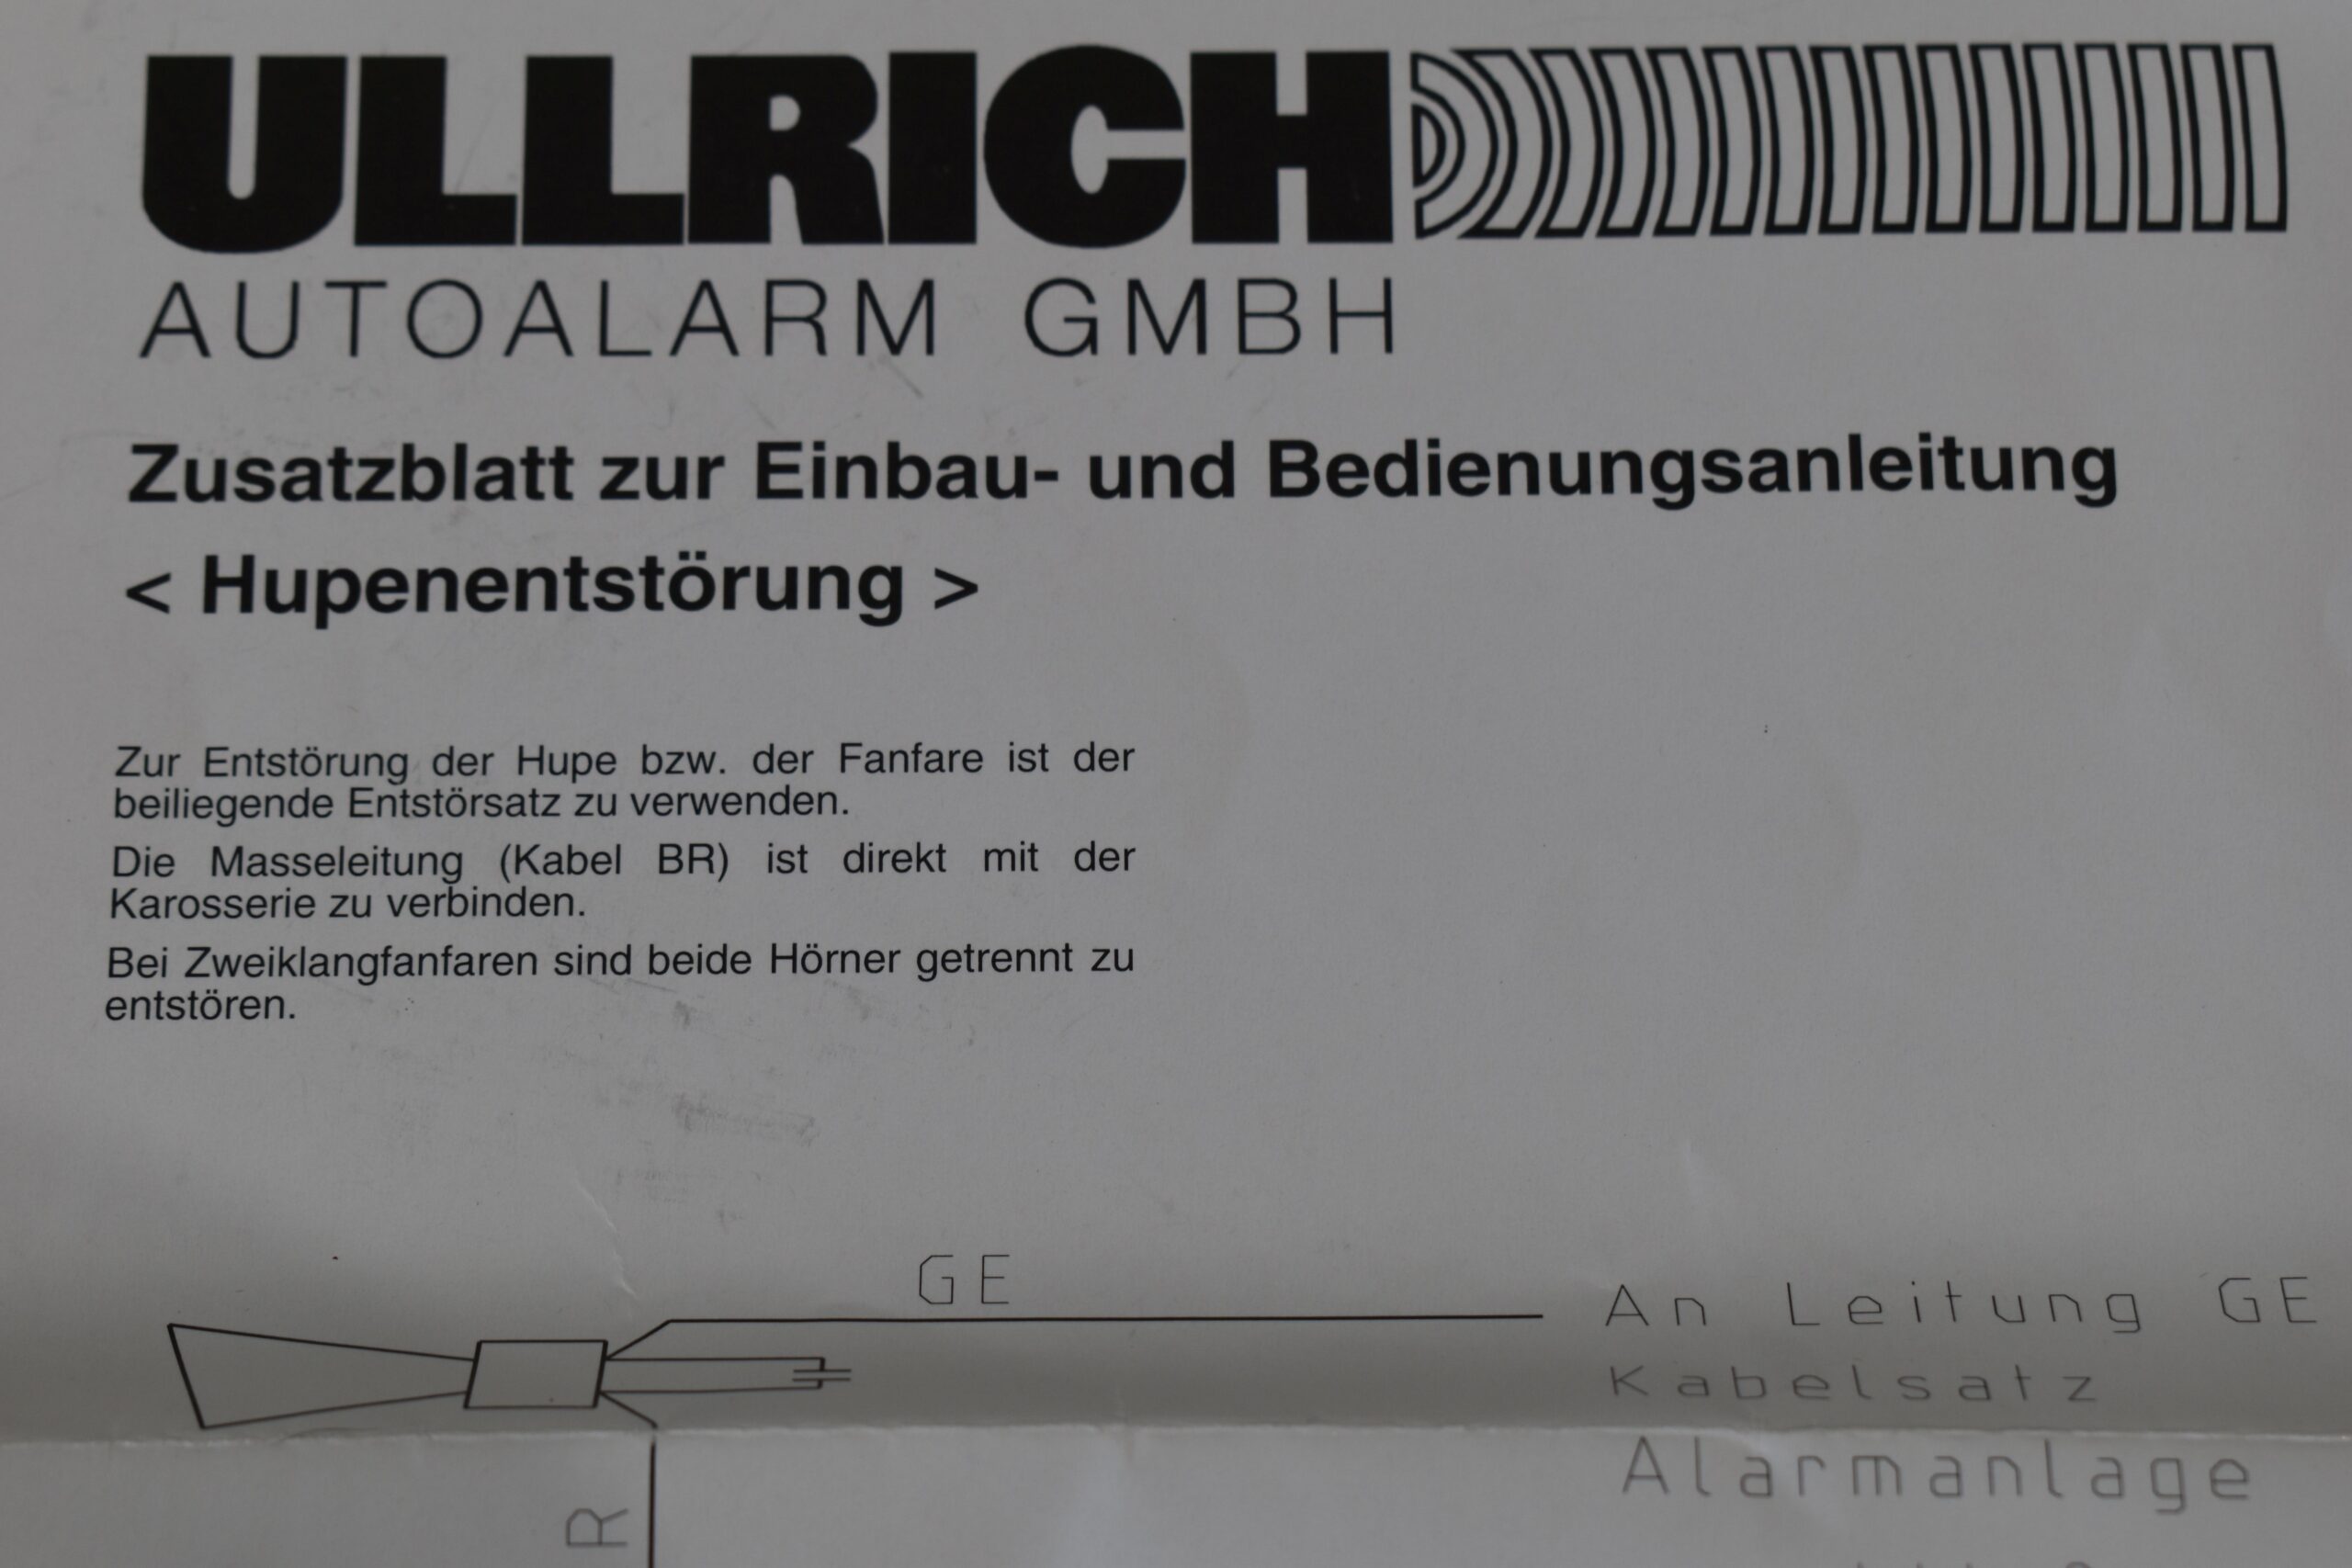 ULLRICH
AUTOALARM GMBH
Zusatzblatt zur Einbau- und Bedienungsanleitung
< Hupenentstörung >
Zur Entstörung der Hupe bzw. der Fanfare ist der
beiliegende Entstörsatz zu verwenden.
Die Masseleitung (Kabel BR) ist direkt mit der
Karosserie zu verbinden.
Bei Zweiklangfanfaren sind beide Hörner getrennt zu
entstören.
GE
An Leitung GE
Kabelsatz
Alarmanlage
R